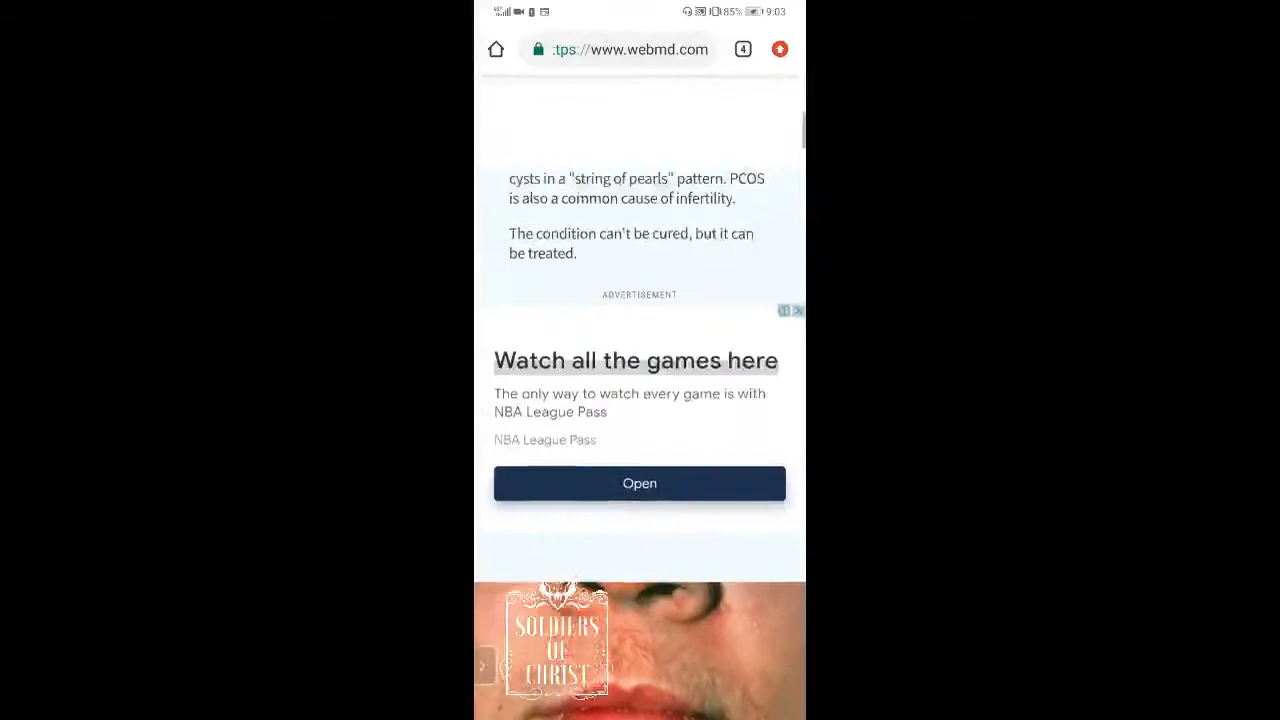 85% 9:03
:tps://www.webmd.com 4
cysts in a "string of pearls" pattern. PCOS
is also a common cause of infertility.
The condition can't be cured, but it can
be treated.
ADVERTISEMENT
Watch all the games here
The only way to watch every game is with
NBA League Pass
NBA League Pass
Open
SOLDIERS
OF
CHRIST